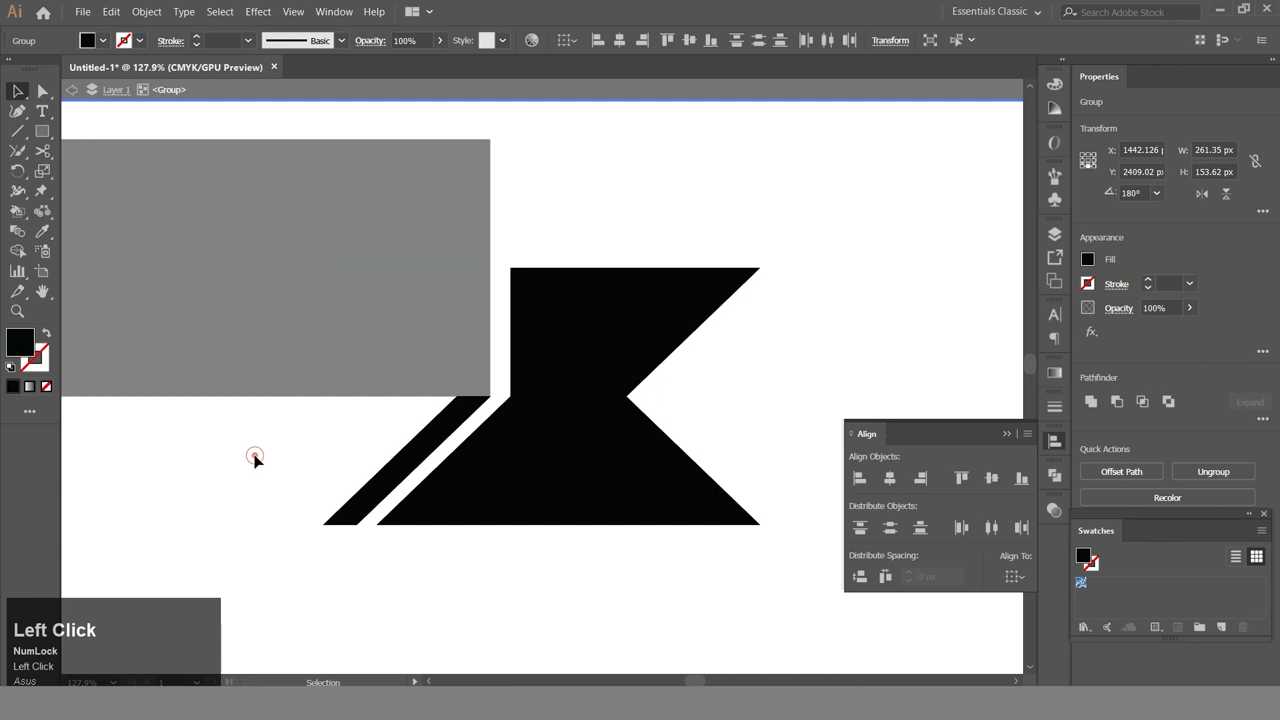 Ai File Edit Object Type Select Effect View Window Help Essentials Classic Search Adobe Stock
Group Stroke: Basic Opacity: 100% Style: Transform
Untitled-1* @ 127.9% (CMYK/GPU Preview) ×
Layer 1 <Group>
Properties
Group
Transform
X: 1442.126 p W: 261.35 px
Y: 2409.02 px H: 153.62 px
180°
Appearance
Fill
Stroke
Opacity 100%
fx.
Pathfinder
Expand
Quick Actions
Offset Path Ungroup
Recolor
Align
Align Objects:
Distribute Objects:
Distribute Spacing: Align To:
0 px
Swatches
Left Click
NumLock
Left Click
Asus
127.9% 1 Selection